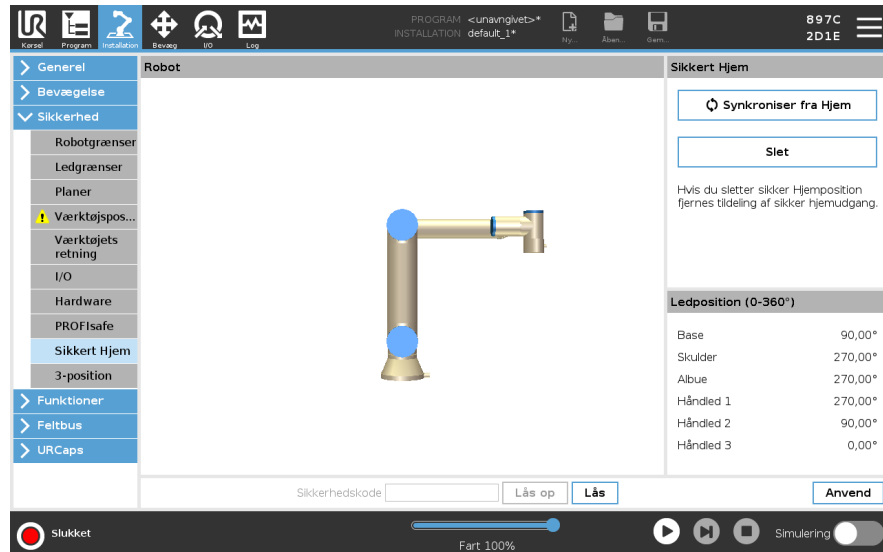 PROGRAM <unavngivet>*
INSTALLATION default_1*
897C
2D1E
Kørsel
Program
Installation
Bevæg
I/O
Log
Ny...
Åben...
Gem...
Generel
Bevægelse
Sikkerhed
Robotgrænser
Ledgrænser
Planer
Værktøjspos...
Værktøjets
retning
I/O
Hardware
PROFIsafe
Sikkert Hjem
3-position
Funktioner
Feltbus
URCaps
Robot
Sikkert Hjem
Synkroniser fra Hjem
Slet
Hvis du sletter sikker Hjemposition
fjernes tildeling af sikker hjemudgang.
Ledposition (0-360°)
Base 90,00°
Skulder 270,00°
Albue 270,00°
Håndled 1 270,00°
Håndled 2 90,00°
Håndled 3 0,00°
Sikkerhedskode Lås op Lås Anvend
Slukket
Fart 100%
Simulering